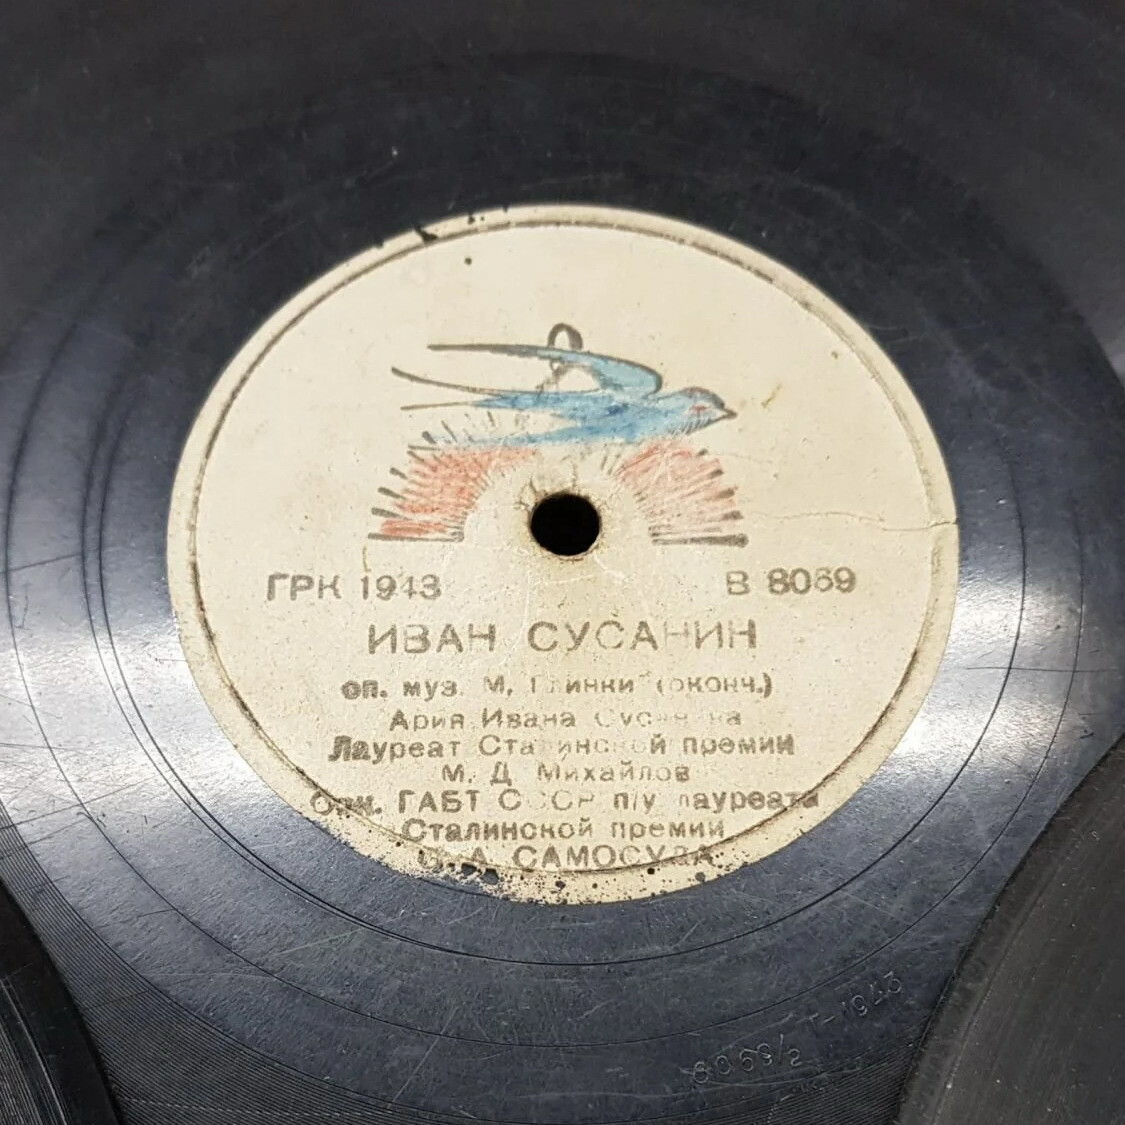 ГРК 1943 В 8069
ИВАН СУСАНИН
оп. муз. М. Глинки (оконч.)
Ария Ивана Сусанина
Лауреат Сталинской премии
М. Д. Михайлов
Орк. ГАБТ СССР п/у лауреата
Сталинской премии
А. САМОСУДА
8069/2 Г-1943